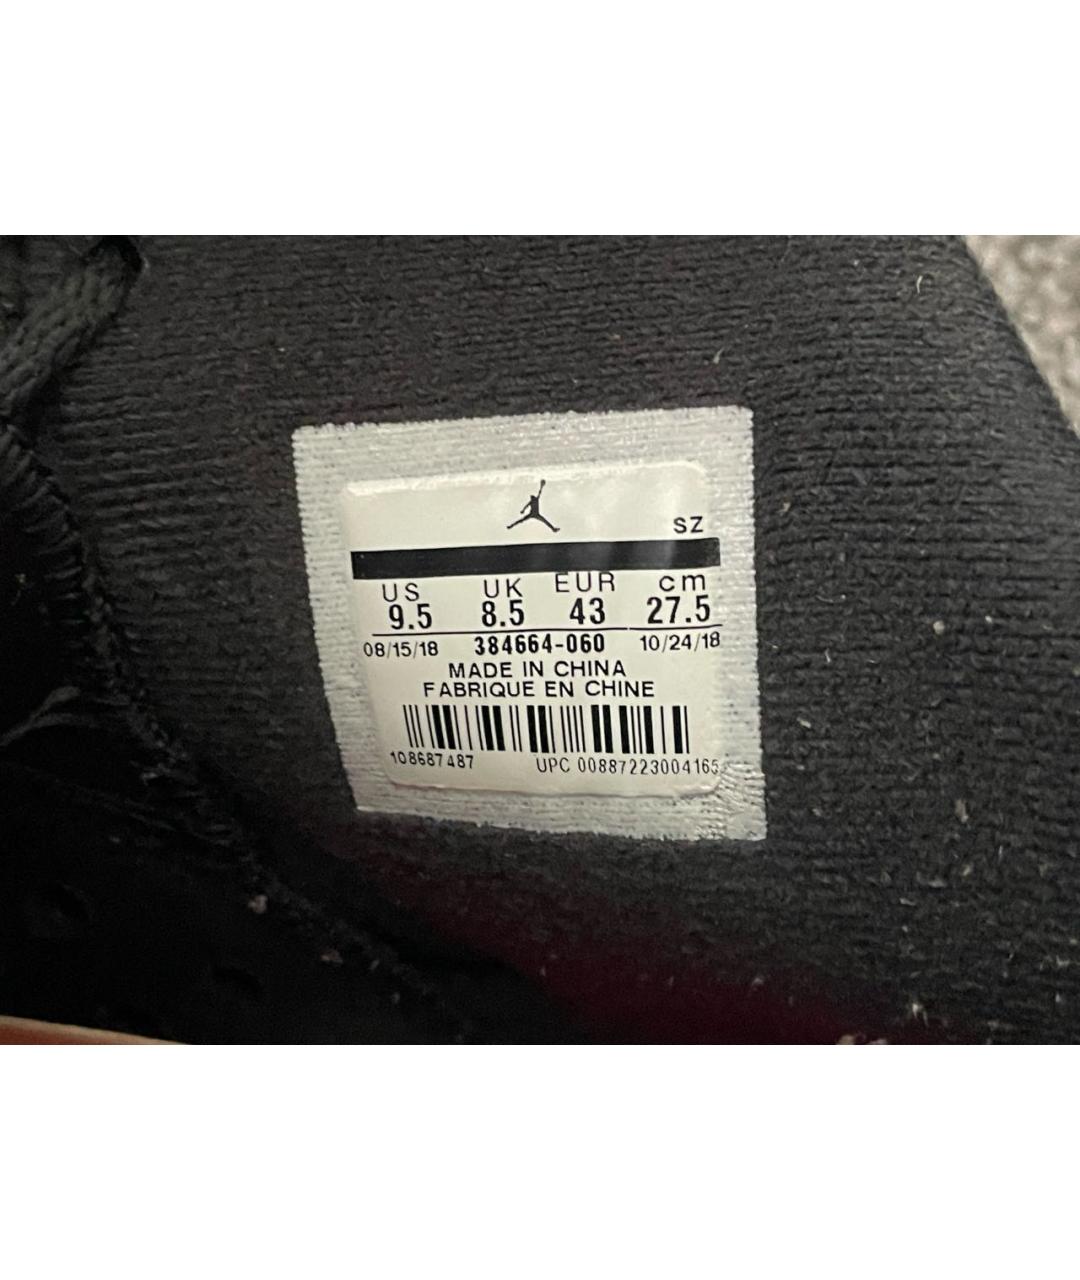 SZ
US UK EUR cm
9.5 8.5 43 27.5
08/15/18 384664-060 10/24/18
MADE IN CHINA
FABRIQUE EN CHINE
108687487 UPC 00887223004165